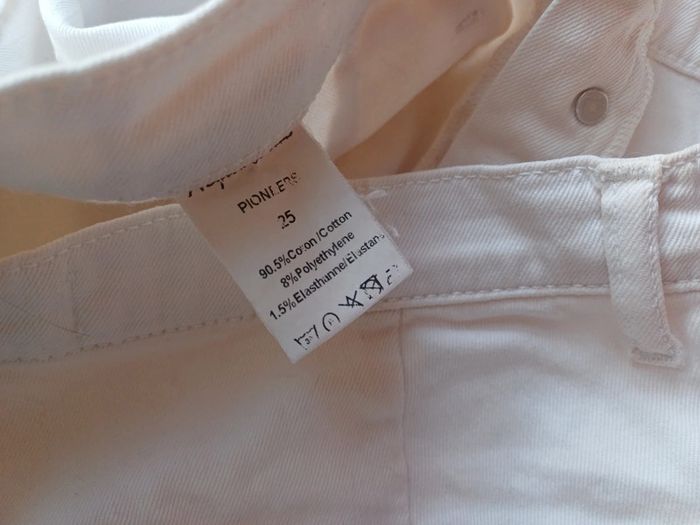 PIONEERS
25
90.5%Coton/Cotton
8%Polyethylene
1.5%Elasthanne/Elastane